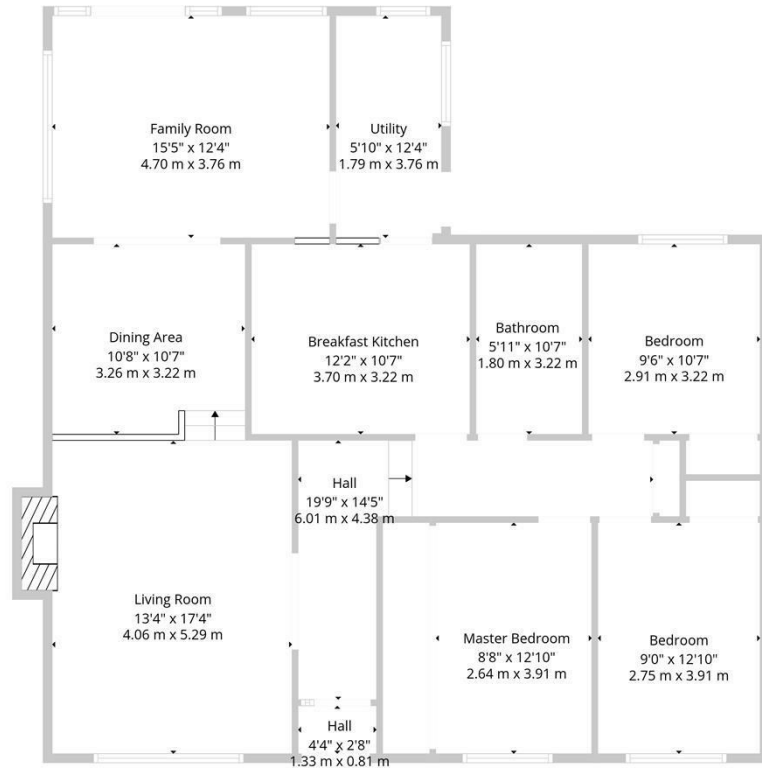 Family Room
15'5" x 12'4"
4.70 m x 3.76 m
Utility
5'10" x 12'4"
1.79 m x 3.76 m
Dining Area
10'8" x 10'7"
3.26 m x 3.22 m
Breakfast Kitchen
12'2" x 10'7"
3.70 m x 3.22 m
Bathroom
5'11" x 10'7"
1.80 m x 3.22 m
Bedroom
9'6" x 10'7"
2.91 m x 3.22 m
Hall
19'9" x 14'5"
6.01 m x 4.38 m
Living Room
13'4" x 17'4"
4.06 m x 5.29 m
Master Bedroom
8'8" x 12'10"
2.64 m x 3.91 m
Bedroom
9'0" x 12'10"
2.75 m x 3.91 m
Hall
4'4" x 2'8"
1.33 m x 0.81 m